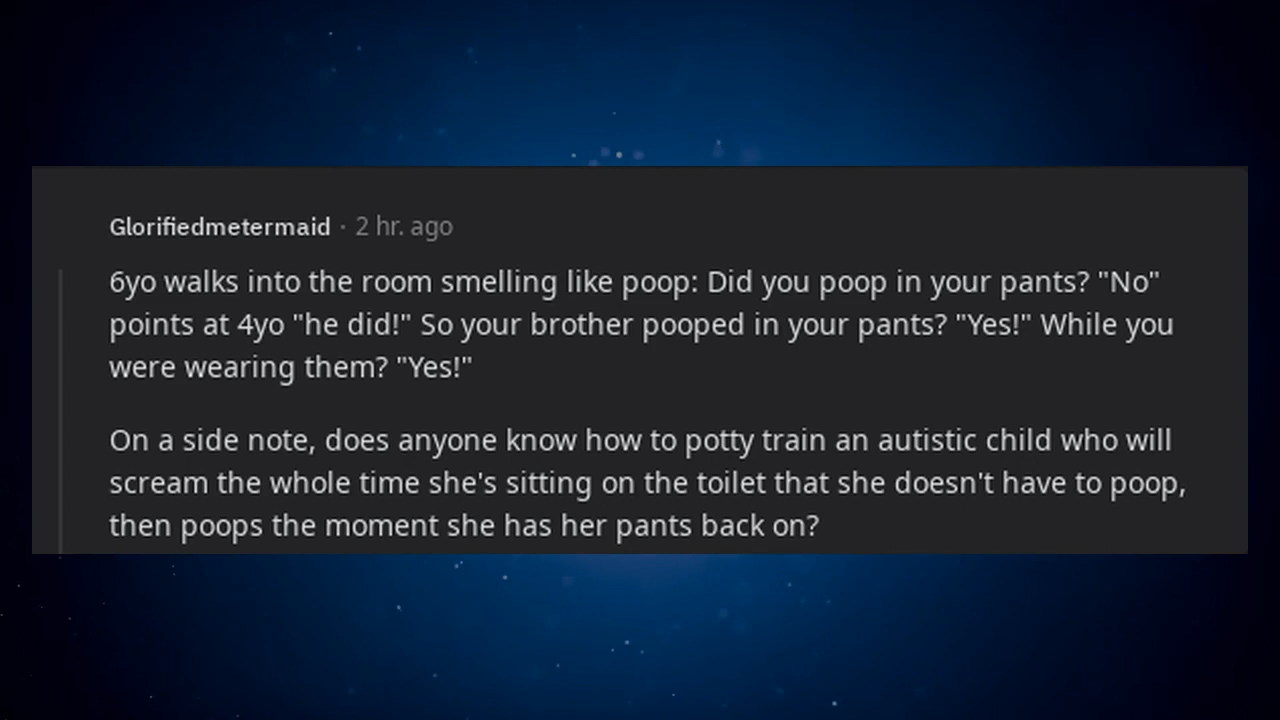 Glorifiedmetermaid · 2 hr. ago
6yo walks into the room smelling like poop: Did you poop in your pants? "No"
points at 4yo "he did!" So your brother pooped in your pants? "Yes!" While you
were wearing them? "Yes!"
On a side note, does anyone know how to potty train an autistic child who will
scream the whole time she's sitting on the toilet that she doesn't have to poop,
then poops the moment she has her pants back on?